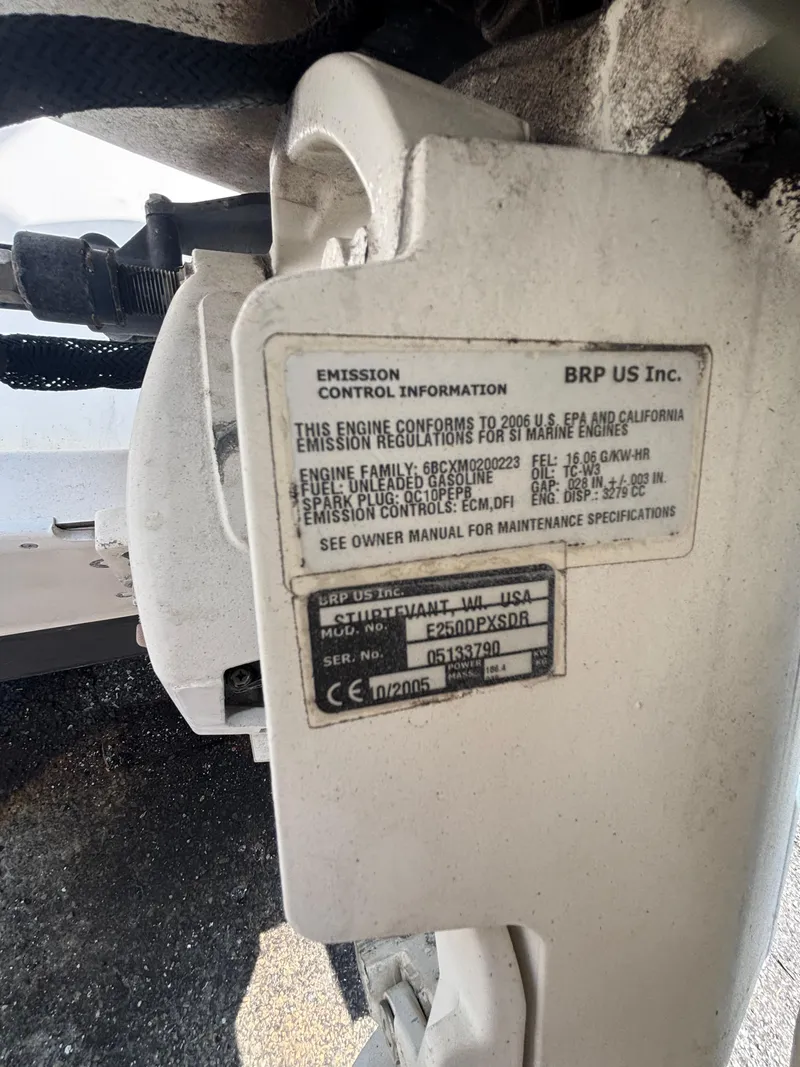 EMISSION
CONTROL INFORMATION
BRP US Inc.
THIS ENGINE CONFORMS TO 2006 U.S. EPA AND CALIFORNIA
EMISSION REGULATIONS FOR SI MARINE ENGINES
ENGINE FAMILY: 6BCXM0200223
FUEL: UNLEADED GASOLINE
SPARK PLUG: QC10PEPB
EMISSION CONTROLS: ECM,DFI
FEL: 16.06 G/KW-HR
OIL: TC-W3
GAP: .028 IN +/-.003 IN.
ENG. DISP.: 3279 CC
SEE OWNER MANUAL FOR MAINTENANCE SPECIFICATIONS
BRP US Inc.
STURTEVANT, WI. USA
MOD. No. E250DPXSDR
SER. No. 05133790
CE 10/2005 POWER 186.4 KW
MASS KG